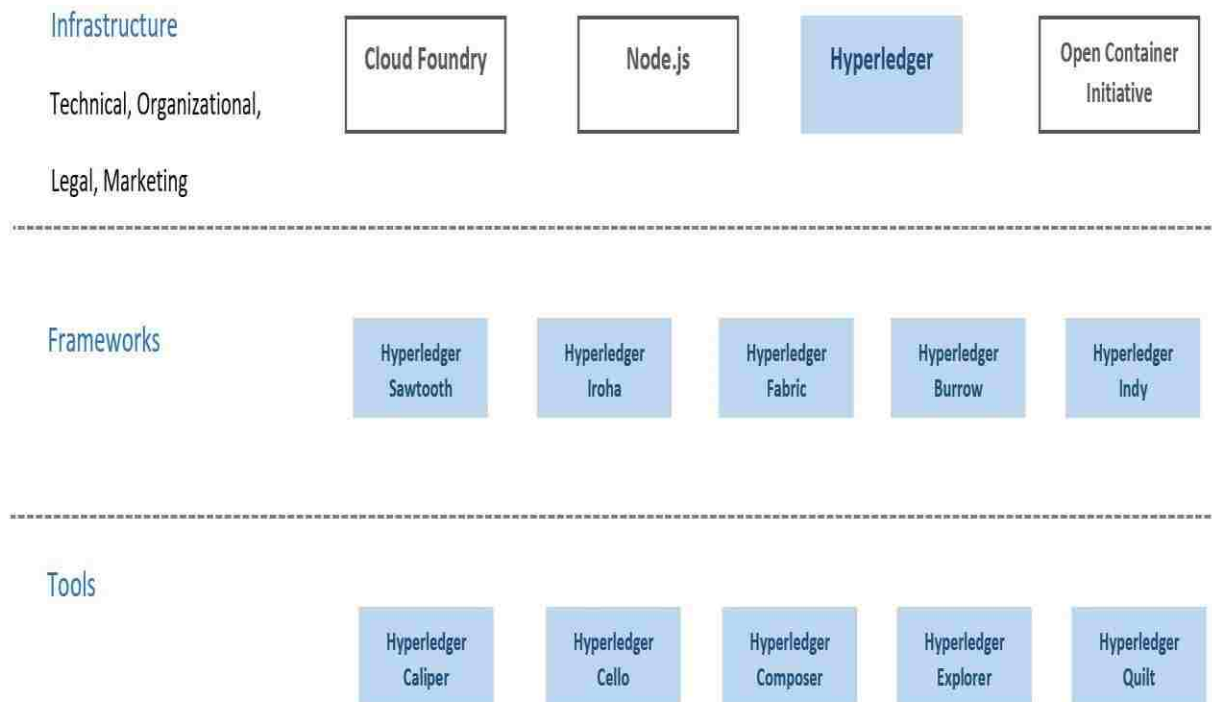 Infrastructure
Technical, Organizational,
Legal, Marketing
Cloud Foundry
Node.js
Hyperledger
Open Container
Initiative
Frameworks
Hyperledger
Sawtooth
Hyperledger
Iroha
Hyperledger
Fabric
Hyperledger
Burrow
Hyperledger
Indy
Tools
Hyperledger
Caliper
Hyperledger
Cello
Hyperledger
Composer
Hyperledger
Explorer
Hyperledger
Quilt